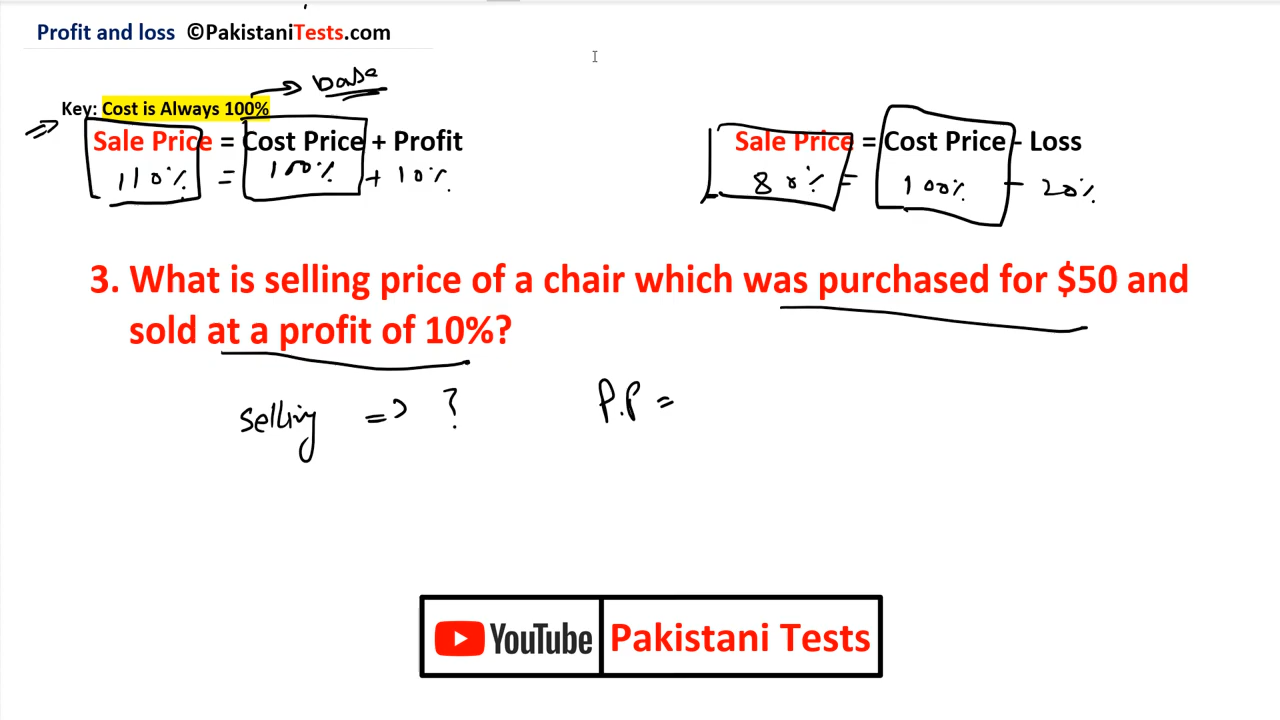 Profit and loss ©PakistaniTests.com
base
Key: Cost is Always 100%
Sale Price = Cost Price + Profit
110% = 100% + 10%
Sale Price = Cost Price - Loss
80% = 100% - 20%
3. What is selling price of a chair which was purchased for $50 and
sold at a profit of 10%?
selling => ?
P.P =
YouTube Pakistani Tests